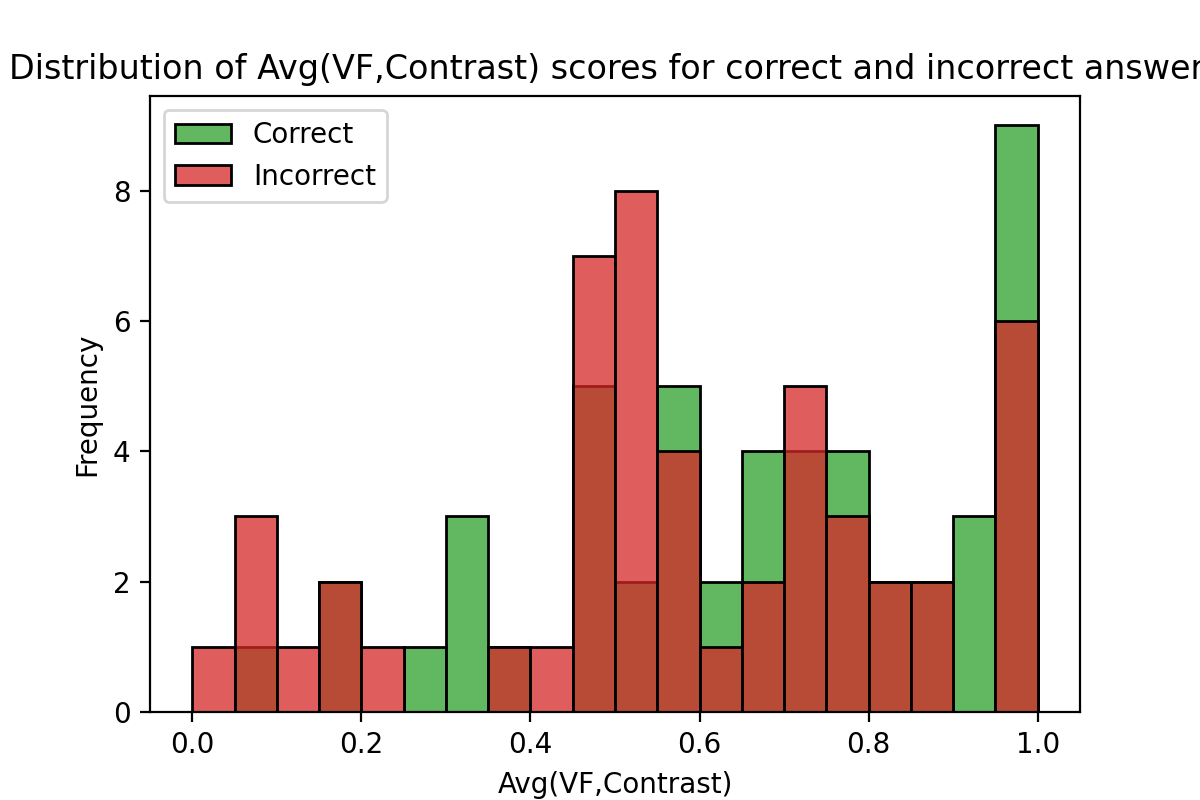 Distribution of Avg(VF,Contrast) scores for correct and incorrect answer
Correct
Incorrect
Frequency
8
6
4
2
0
0.0 0.2 0.4 0.6 0.8 1.0
Avg(VF,Contrast)